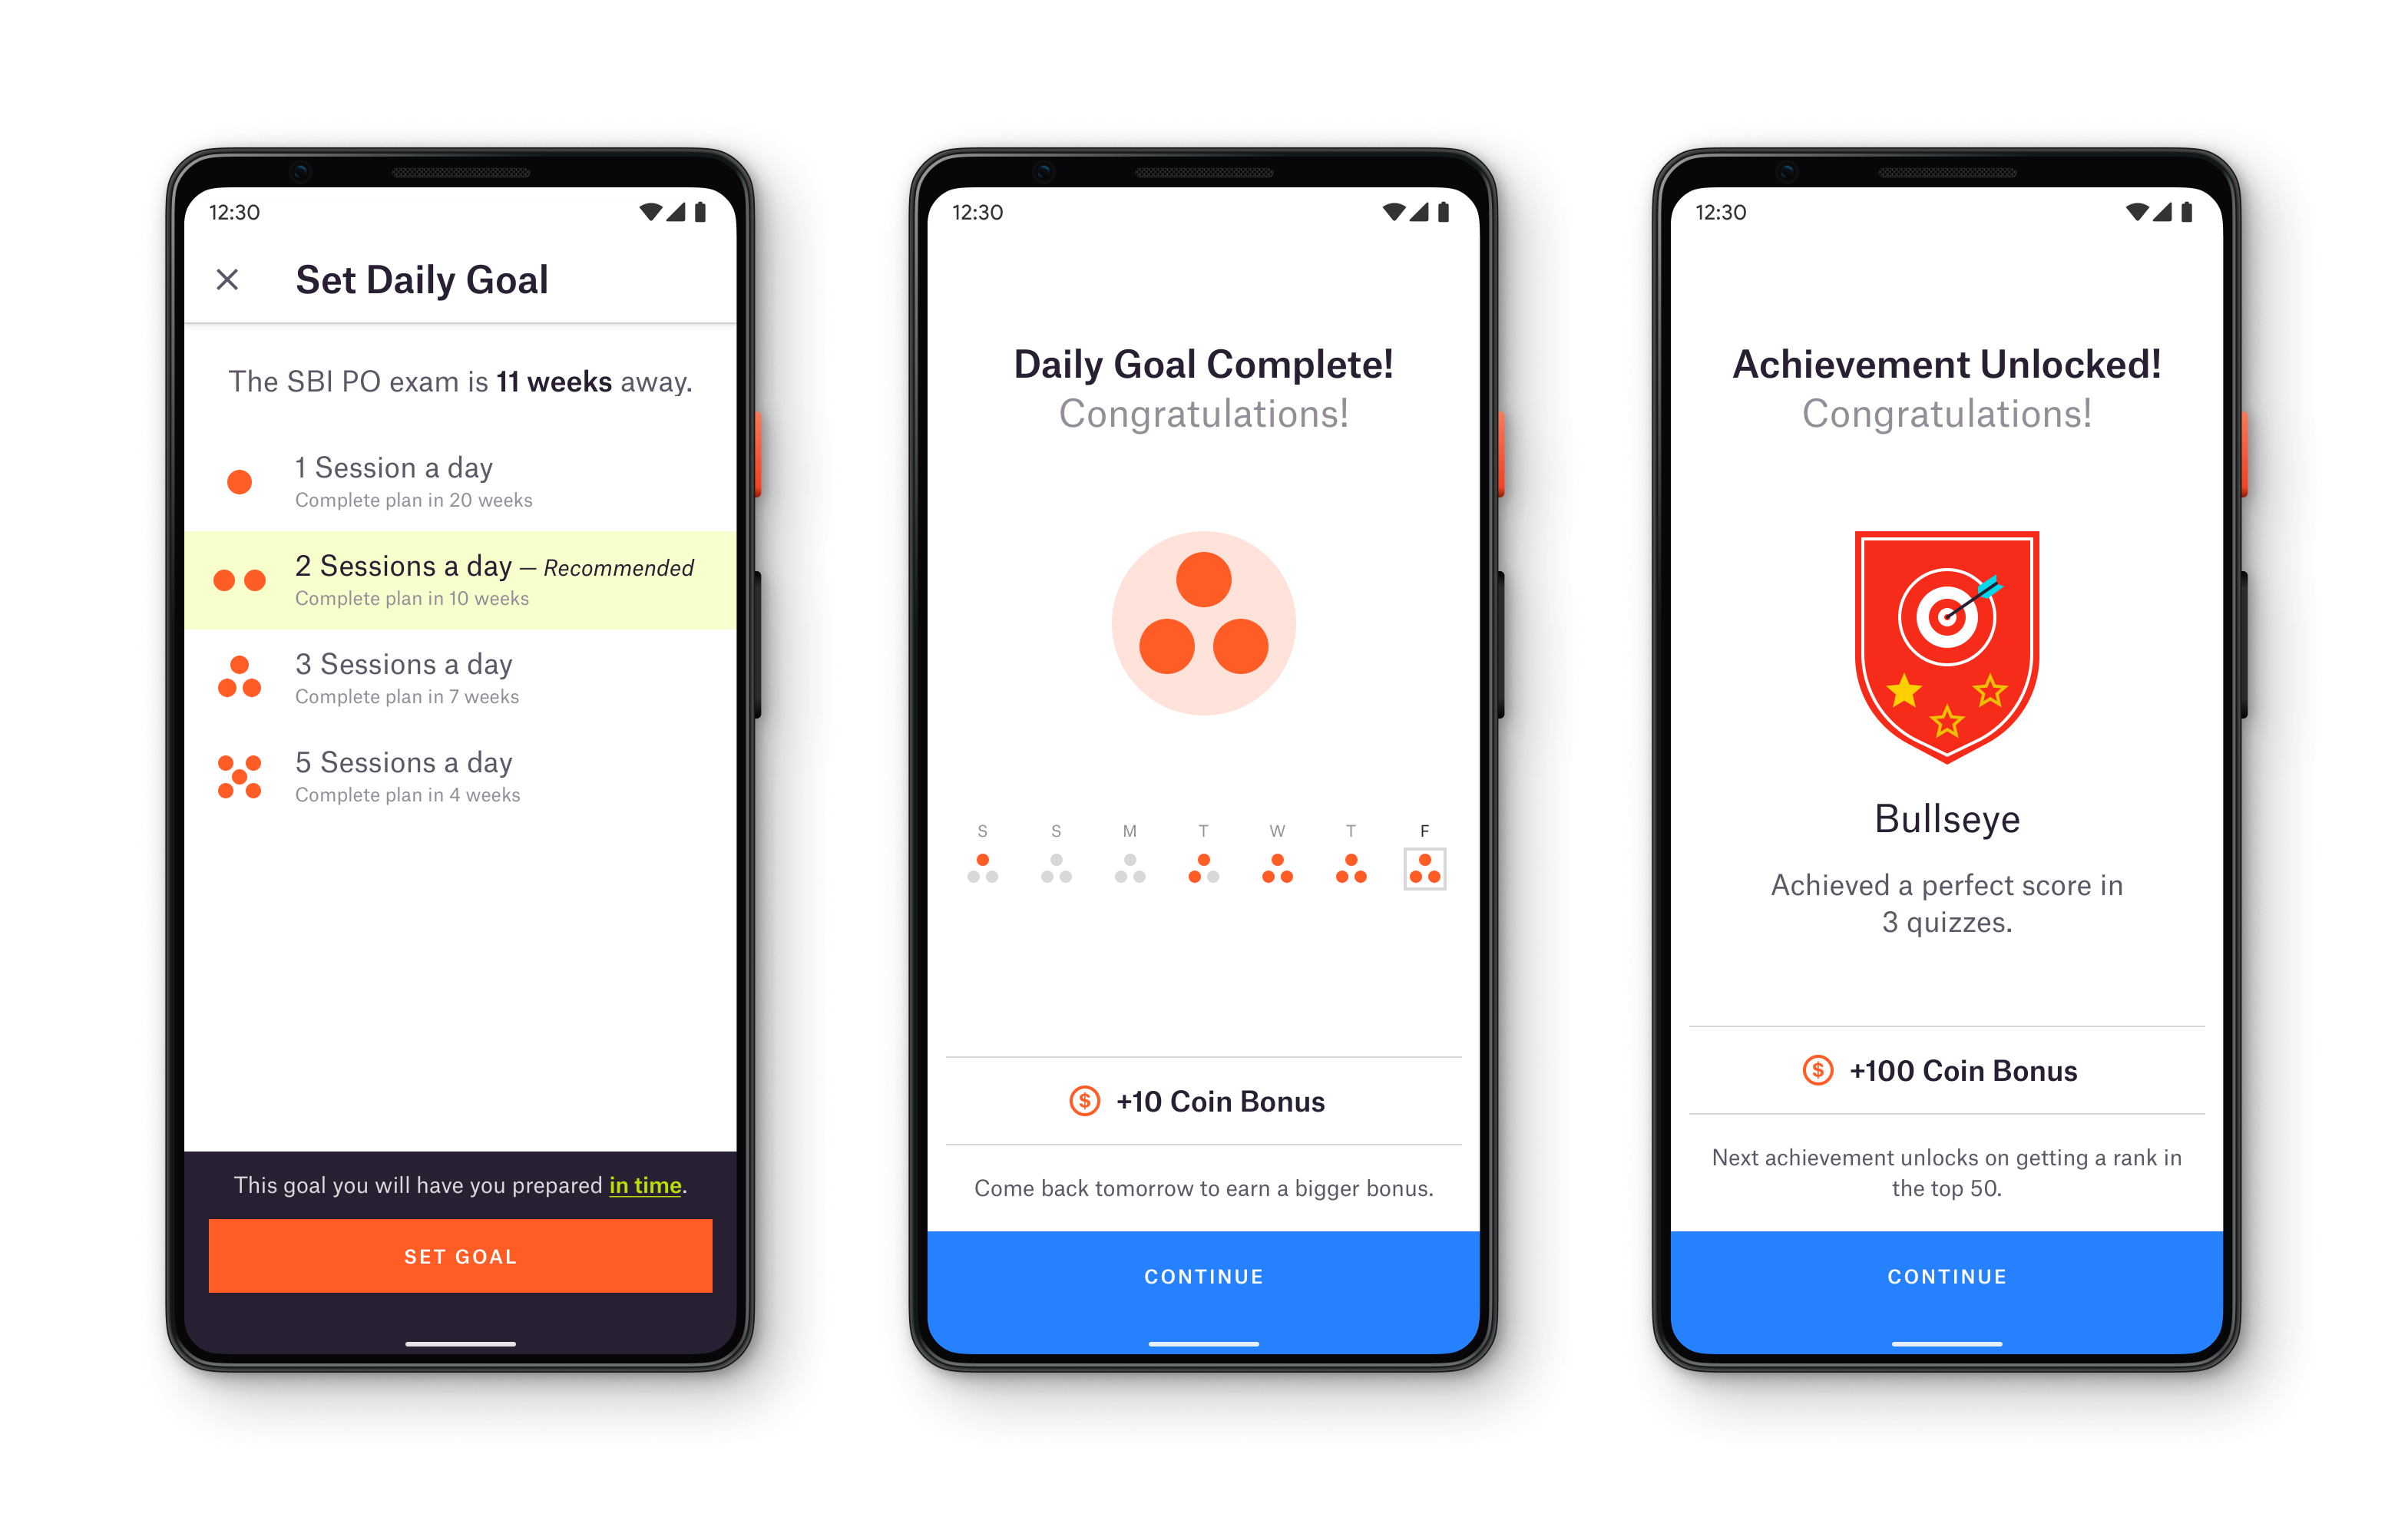 12:30
Set Daily Goal
The SBI PO exam is 11 weeks away.
1 Session a day
Complete plan in 20 weeks
2 Sessions a day — Recommended
Complete plan in 10 weeks
3 Sessions a day
Complete plan in 7 weeks
5 Sessions a day
Complete plan in 4 weeks
This goal you will have you prepared in time.
SET GOAL
12:30
Daily Goal Complete!
Congratulations!
S S M T W T F
$ +10 Coin Bonus
Come back tomorrow to earn a bigger bonus.
CONTINUE
12:30
Achievement Unlocked!
Congratulations!
Bullseye
Achieved a perfect score in
3 quizzes.
$ +100 Coin Bonus
Next achievement unlocks on getting a rank in
the top 50.
CONTINUE